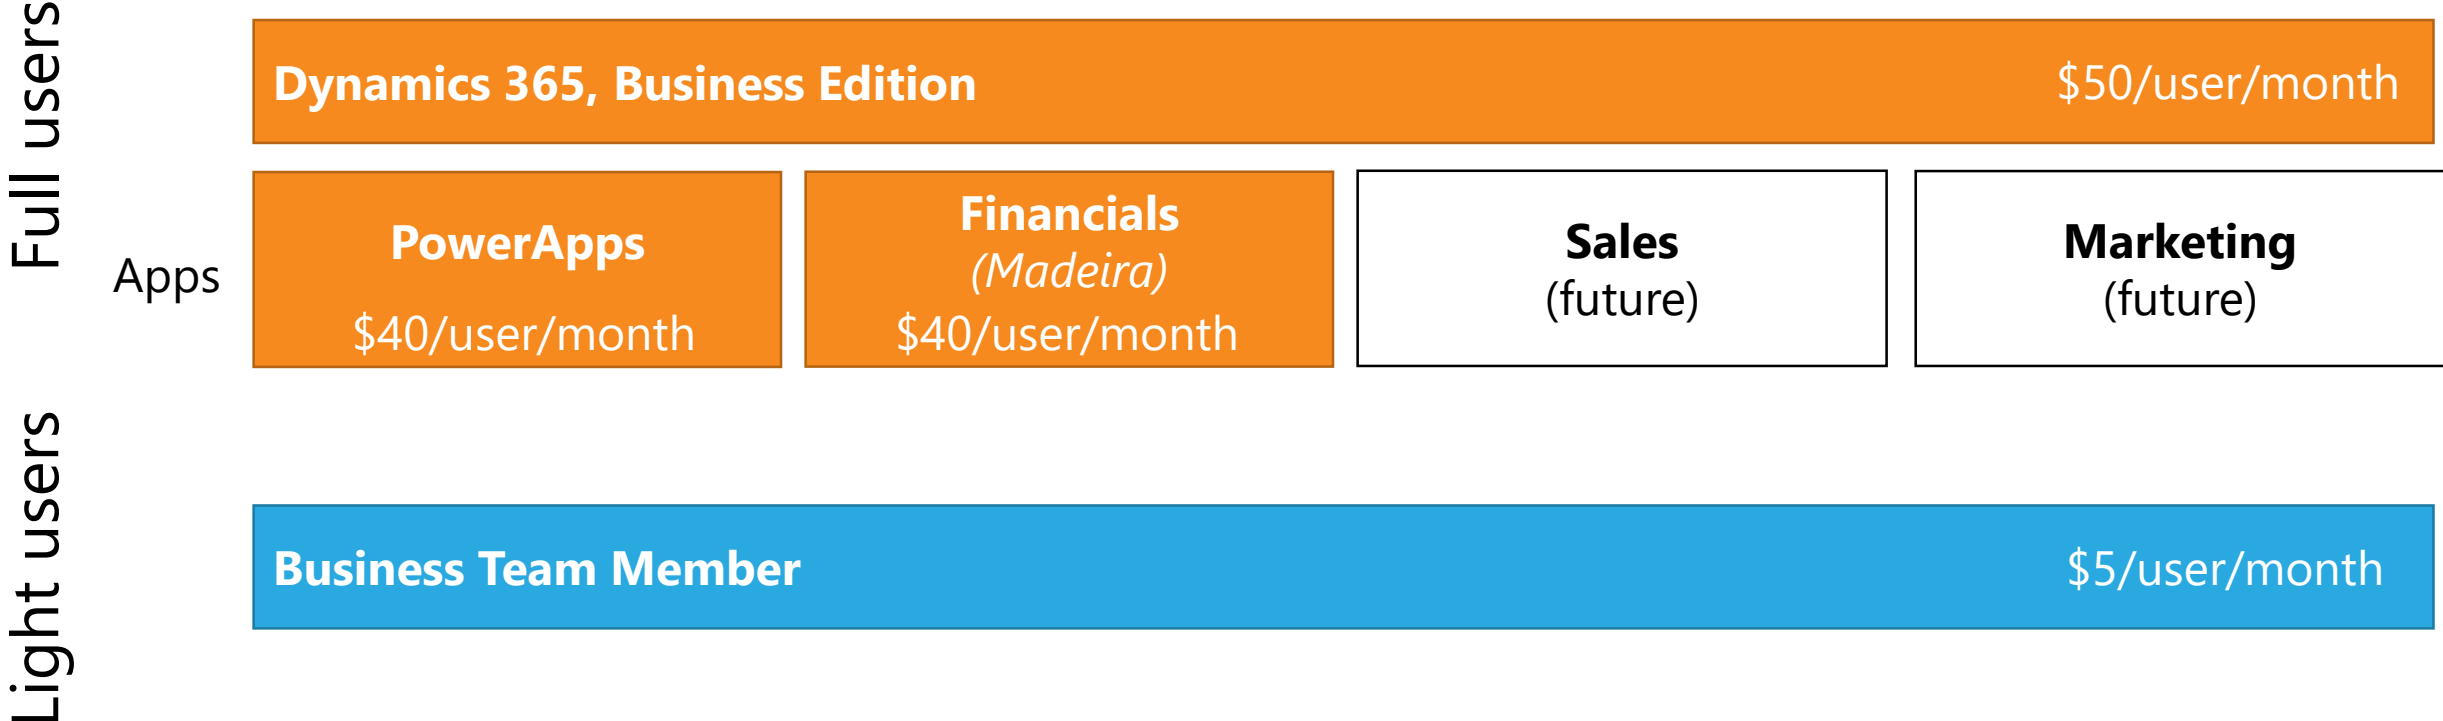 Full users
Dynamics 365, Business Edition
$50/user/month
Apps
PowerApps
$40/user/month
Financials
(Madeira)
$40/user/month
Sales
(future)
Marketing
(future)
Light users
Business Team Member
$5/user/month